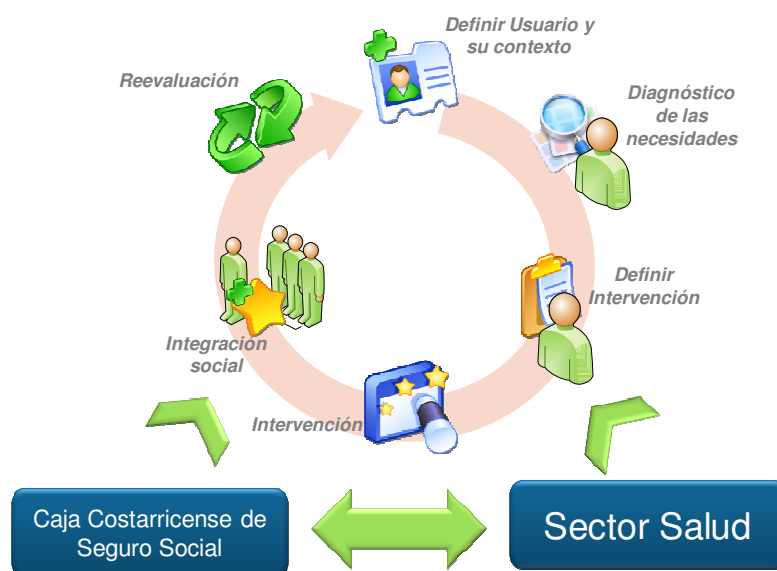 Definir Usuario y
su contexto
Reevaluación
Diagnóstico
de las
necesidades
Definir
Intervención
Integración
social
Intervención
Caja Costarricense de
Seguro Social
Sector Salud